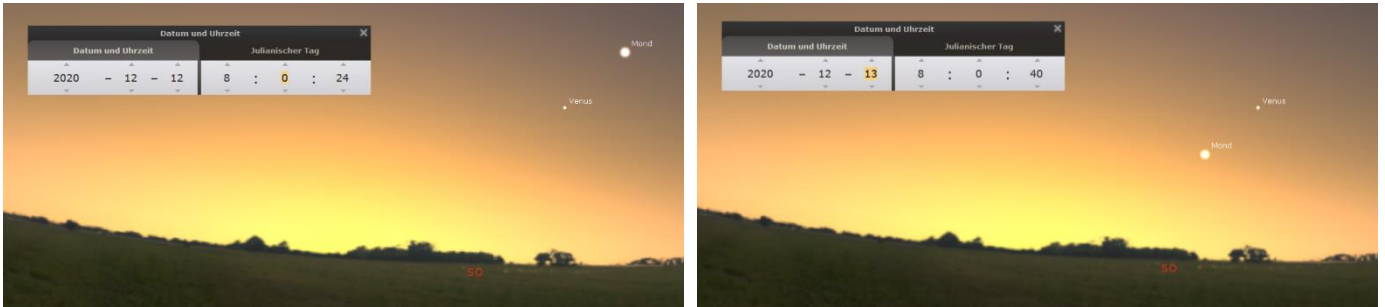 Datum und Uhrzeit
Datum und Uhrzeit Julianischer Tag
2020 - 12 - 12 8 : 0 : 24
Mond
Venus
SO
Datum und Uhrzeit
Datum und Uhrzeit Julianischer Tag
2020 - 12 - 13 8 : 0 : 40
Venus
Mond
SO